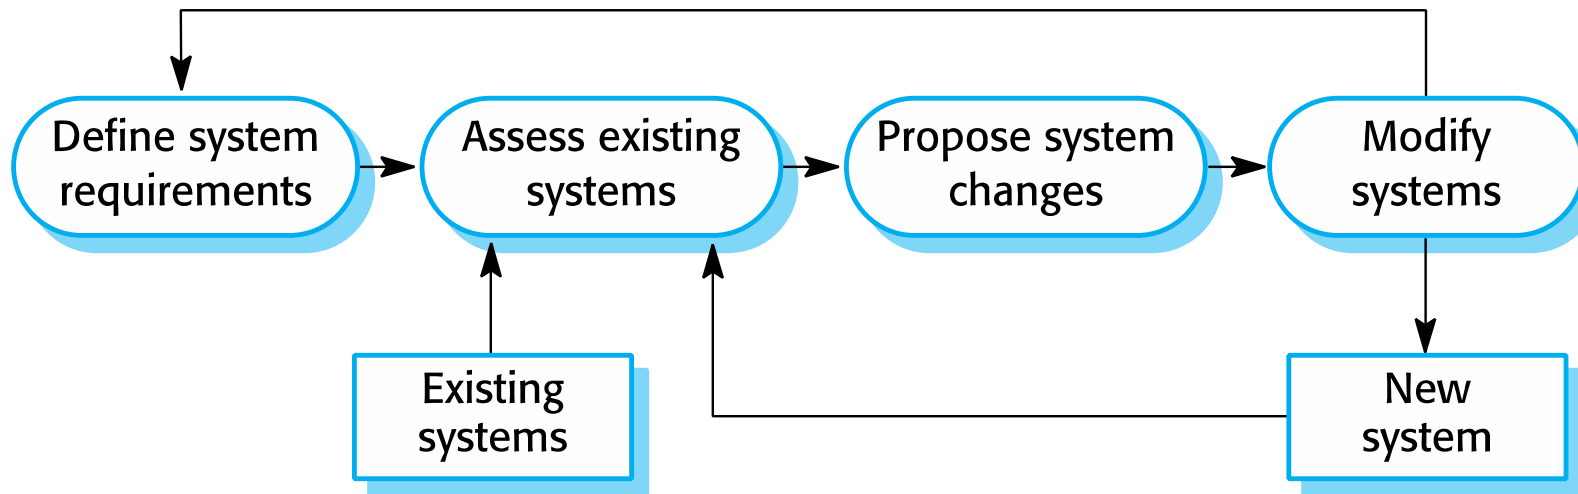 Define system
requirements
Assess existing
systems
Propose system
changes
Modify
systems
Existing
systems
New
system